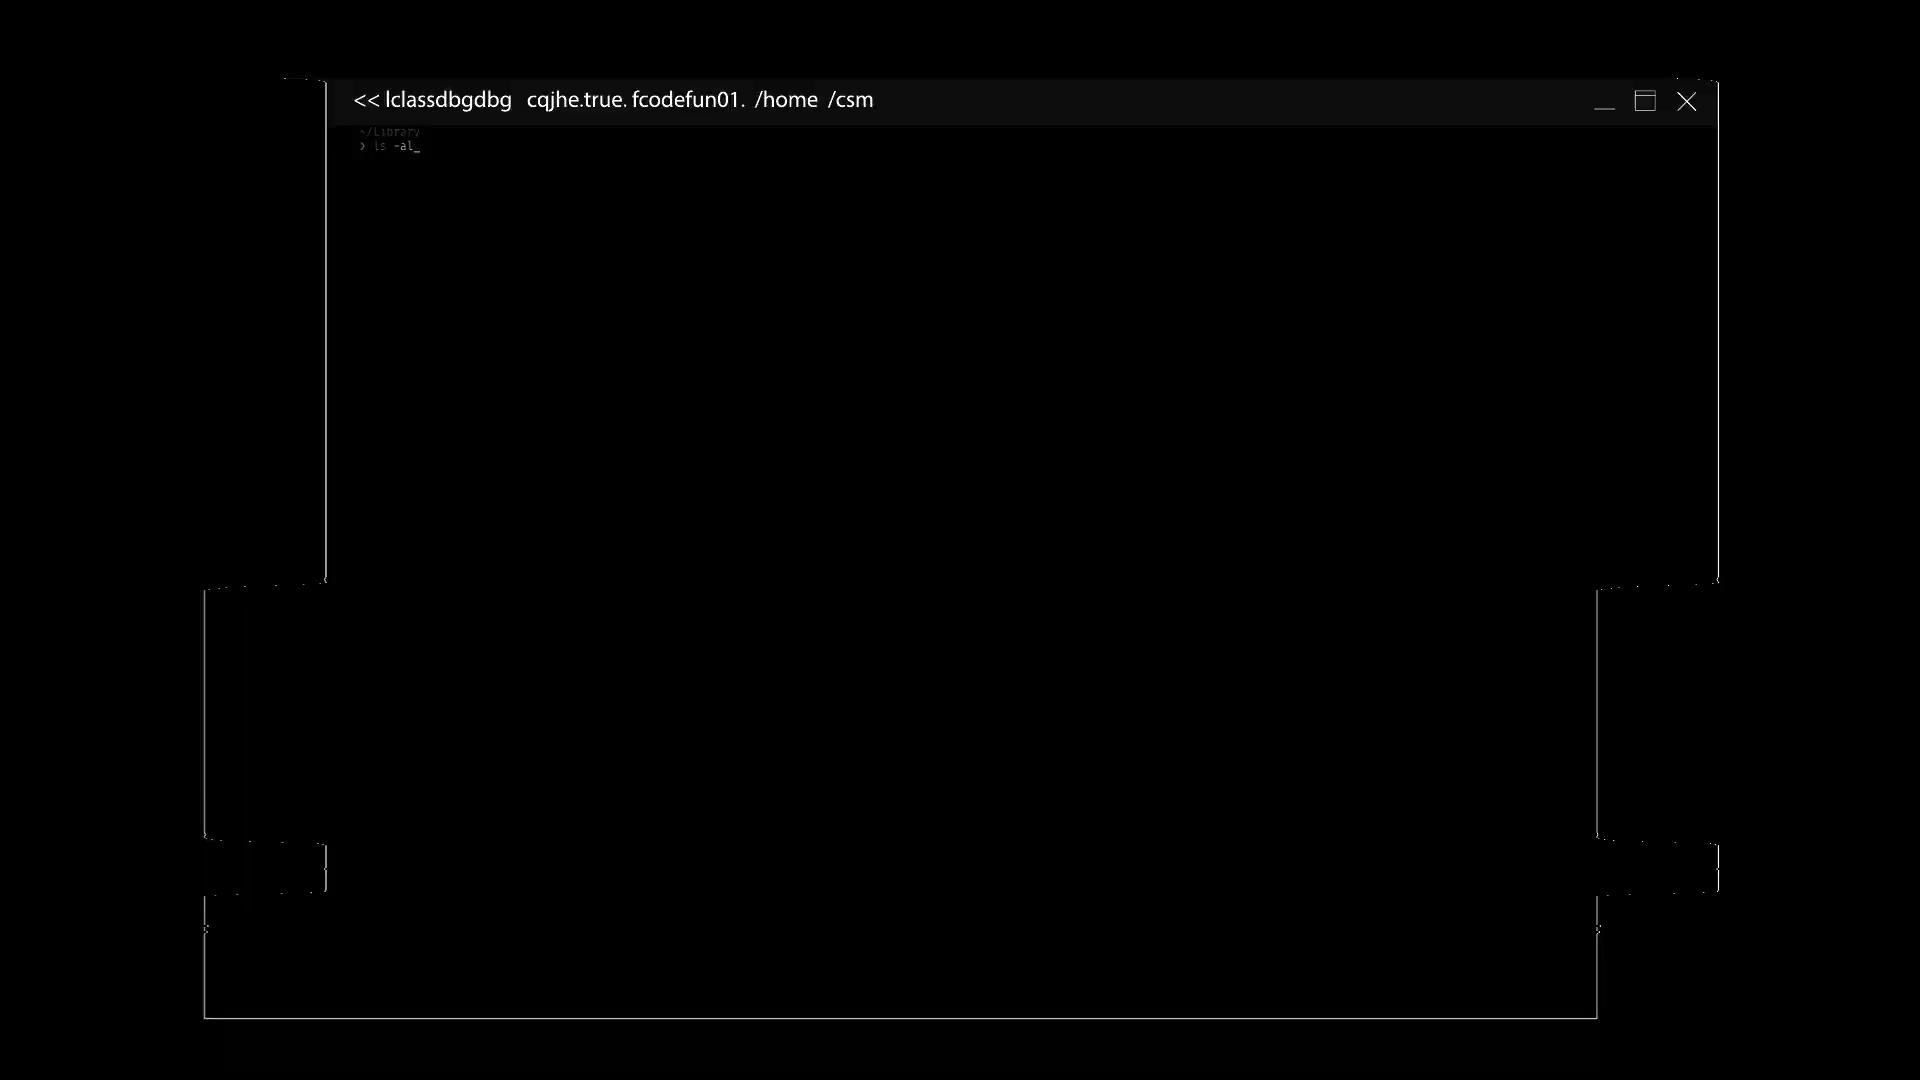 << lclassdbgdbg cqjhe.true. fcodefun01. /home /csm
~/Library
❯ ls -al_